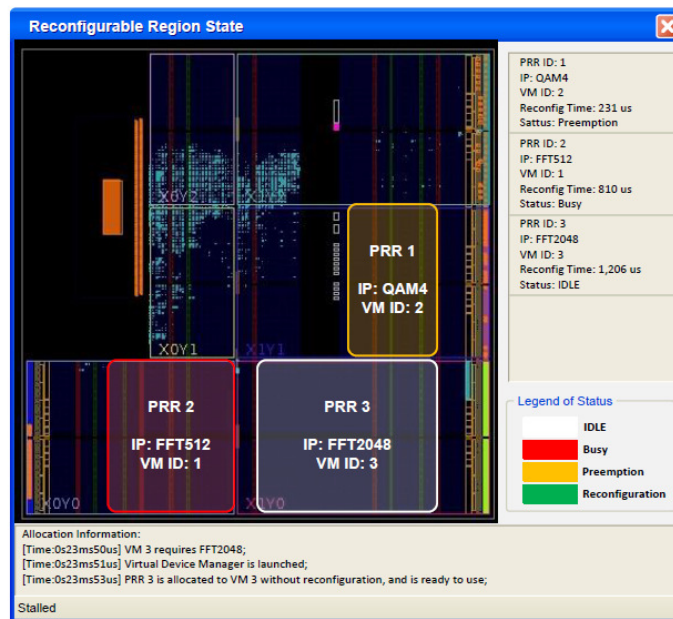 Reconfigurable Region State
PRR ID: 1
IP: QAM4
VM ID: 2
Reconfig Time: 231 us
Sattus: Preemption
PRR ID: 2
IP: FFT512
VM ID: 1
Reconfig Time: 810 us
Status: Busy
PRR ID: 3
IP: FFT2048
VM ID: 3
Reconfig Time: 1,206 us
Status: IDLE
X0Y2
PRR 1
IP: QAM4
VM ID: 2
X0Y1
X1Y1
PRR 2
IP: FFT512
VM ID: 1
PRR 3
IP: FFT2048
VM ID: 3
X0Y0
X1Y0
Legend of Status
IDLE
Busy
Preemption
Reconfiguration
Allocation Information:
[Time:0s23ms50us] VM 3 requires FFT2048;
[Time:0s23ms51us] Virtual Device Manager is launched;
[Time:0s23ms53us] PRR 3 is allocated to VM 3 without reconfiguration, and is ready to use;
Stalled